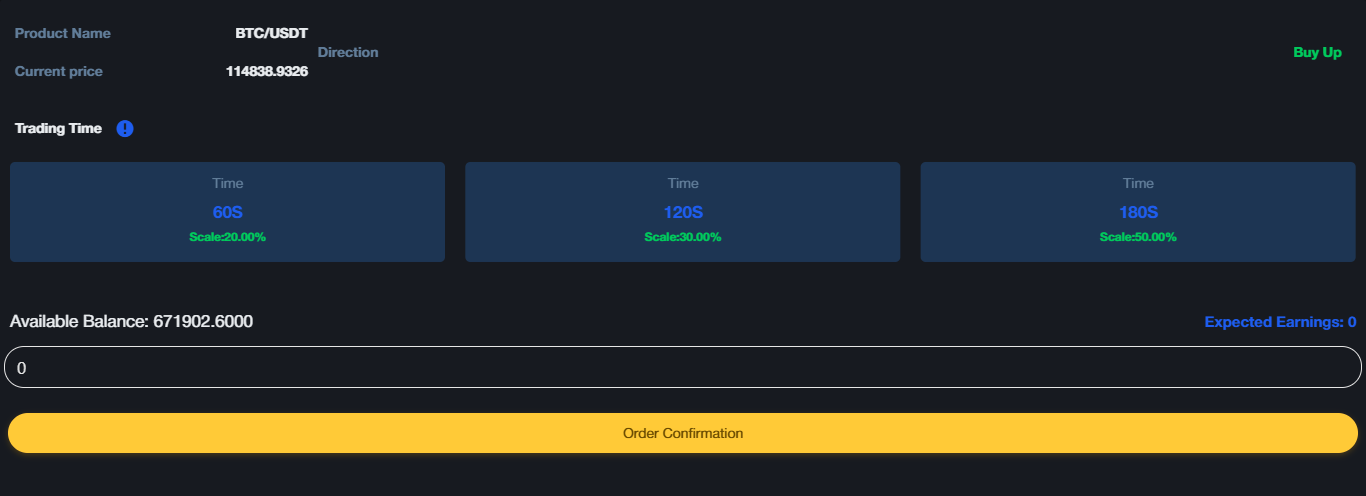 Product Name
BTC/USDT
Current price
114838.9326
Direction
Buy Up
Trading Time
Time
60S
Scale:20.00%
Time
120S
Scale:30.00%
Time
180S
Scale:50.00%
Available Balance: 671902.6000
Expected Earnings: 0
0
Order Confirmation